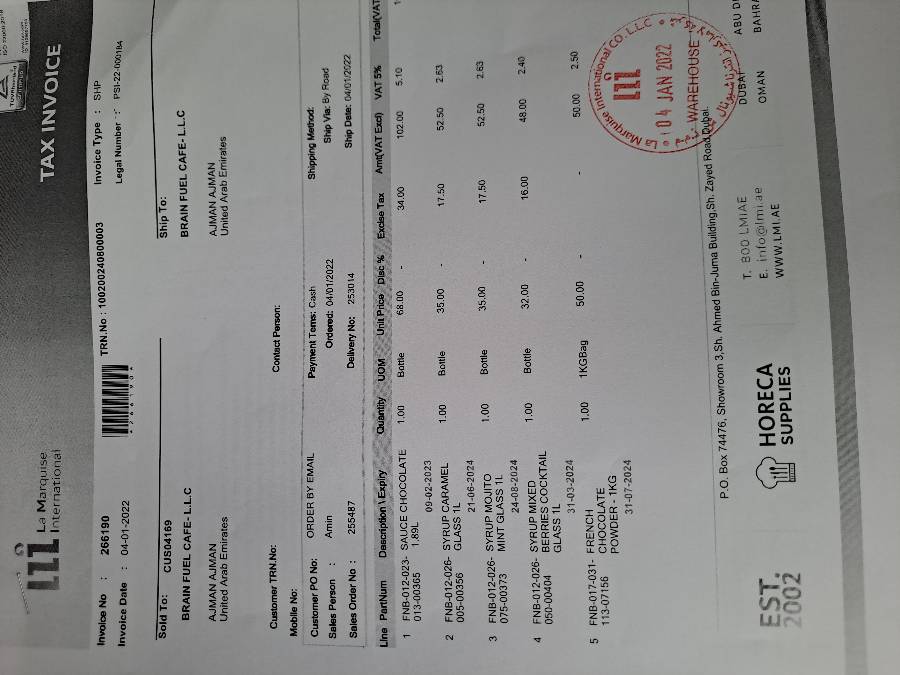 La Marquise
International
TAX INVOICE
Invoice No : 266190
TRN.No : 100200240800003
Invoice Type : SHP
Invoice Date : 04-01-2022
Legal Number : PSI-22-000184
Sold To: CUS04169
Ship To:
BRAIN FUEL CAFE- L.L.C
BRAIN FUEL CAFE- L.L.C
AJMAN AJMAN
United Arab Emirates
AJMAN AJMAN
United Arab Emirates
Customer TRN.No:
Contact Person:
Mobile No:
Customer PO No: ORDER BY EMAIL
Payment Tems: Cash
Shipping Method:
Sales Person : Amin
Ordered: 04/01/2022
Ship Via: By Road
Sales Order No : 255487
Delivery No: 253014
Ship Date: 04/01/2022
Line PartNum Description \ Expiry Quantity UOM Unit Price Disc % Excise Tax Amt(VAT Excl) VAT 5% Total(VAT
1 FNB-012-023- SAUCE CHOCOLATE 1.00 Bottle 68.00 - 34.00 102.00 5.10
013-00365 1.89L
09-02-2023
2 FNB-012-026- SYRUP CARAMEL 1.00 Bottle 35.00 - 17.50 52.50 2.63
005-00356 GLASS 1L
21-06-2024
3 FNB-012-026- SYRUP MOJITO 1.00 Bottle 35.00 - 17.50 52.50 2.63
075-00373 MINT GLASS 1L
24-08-2024
4 FNB-012-026- SYRUP MIXED 1.00 Bottle 32.00 - 16.00 48.00 2.40
050-00404 BERRIES COCKTAIL
GLASS 1L
31-03-2024
5 FNB-017-031- FRENCH 1.00 1KGBag 50.00 - - 50.00 2.50
113-07156 CHOCOLATE
POWDER - 1KG
31-07-2024
La Marquise International CO. L.L.C
04 JAN 2022
WAREHOUSE
P.O. Box 74476, Showroom 3,Sh. Ahmed Bin-Juma Building,Sh. Zayed Road,Dubai.
EST.
2002
HORECA
SUPPLIES
T. 800 LMIAE
E. info@lmi.ae
WWW.LMI.AE
DUBAI
OMAN
ABU D
BAHRA